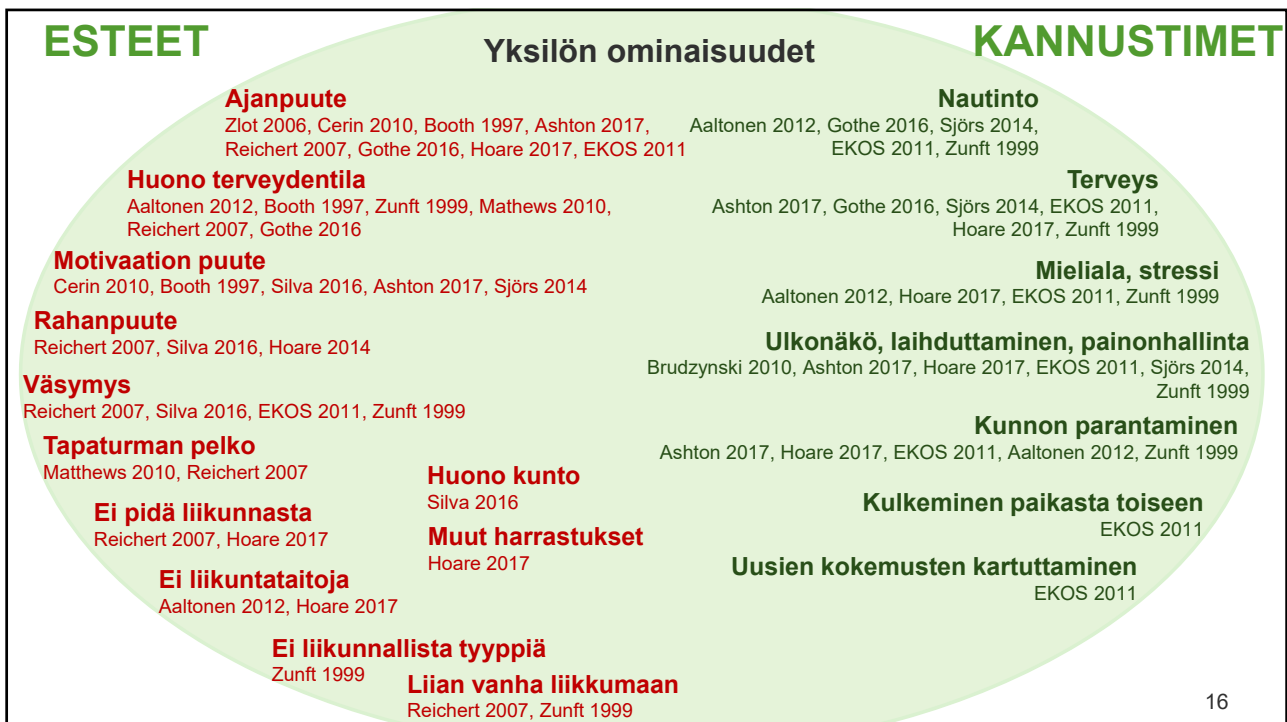 ESTEET
Yksilön ominaisuudet
KANNUSTIMET
Ajanpuute
Zlot 2006, Cerin 2010, Booth 1997, Ashton 2017,
Reichert 2007, Gothe 2016, Hoare 2017, EKOS 2011
Huono terveydentila
Aaltonen 2012, Booth 1997, Zunft 1999, Mathews 2010,
Reichert 2007, Gothe 2016
Motivaation puute
Cerin 2010, Booth 1997, Silva 2016, Ashton 2017, Sjörs 2014
Rahanpuute
Reichert 2007, Silva 2016, Hoare 2014
Väsymys
Reichert 2007, Silva 2016, EKOS 2011, Zunft 1999
Tapaturman pelko
Matthews 2010, Reichert 2007
Huono kunto
Silva 2016
Ei pidä liikunnasta
Reichert 2007, Hoare 2017
Muut harrastukset
Hoare 2017
Ei liikuntataitoja
Aaltonen 2012, Hoare 2017
Ei liikunnallista tyyppiä
Zunft 1999
Liian vanha liikkumaan
Reichert 2007, Zunft 1999
Nautinto
Aaltonen 2012, Gothe 2016, Sjörs 2014,
EKOS 2011, Zunft 1999
Terveys
Ashton 2017, Gothe 2016, Sjörs 2014, EKOS 2011,
Hoare 2017, Zunft 1999
Mieliala, stressi
Aaltonen 2012, Hoare 2017, EKOS 2011, Zunft 1999
Ulkonäkö, laihduttaminen, painonhallinta
Brudzynski 2010, Ashton 2017, Hoare 2017, EKOS 2011, Sjörs 2014,
Zunft 1999
Kunnon parantaminen
Ashton 2017, Hoare 2017, EKOS 2011, Aaltonen 2012, Zunft 1999
Kulkeminen paikasta toiseen
EKOS 2011
Uusien kokemusten kartuttaminen
EKOS 2011
16